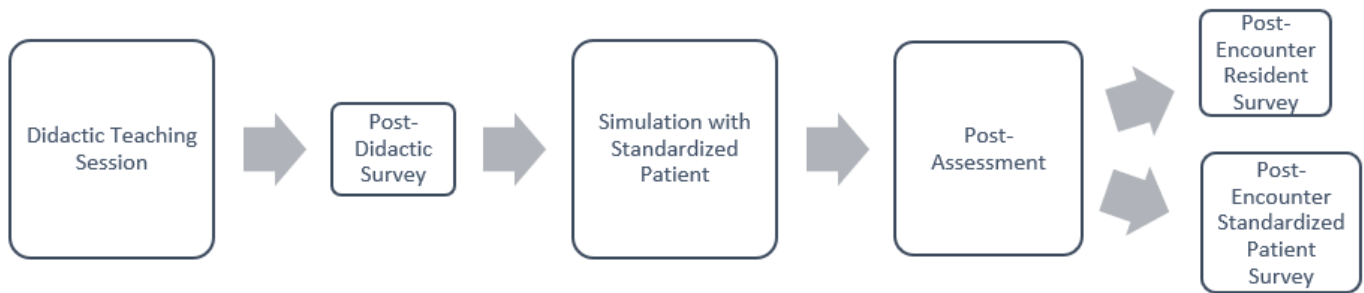 Didactic Teaching
Session
Post-
Didactic
Survey
Simulation with
Standardized
Patient
Post-
Assessment
Post-
Encounter
Resident
Survey
Post-
Encounter
Standardized
Patient
Survey